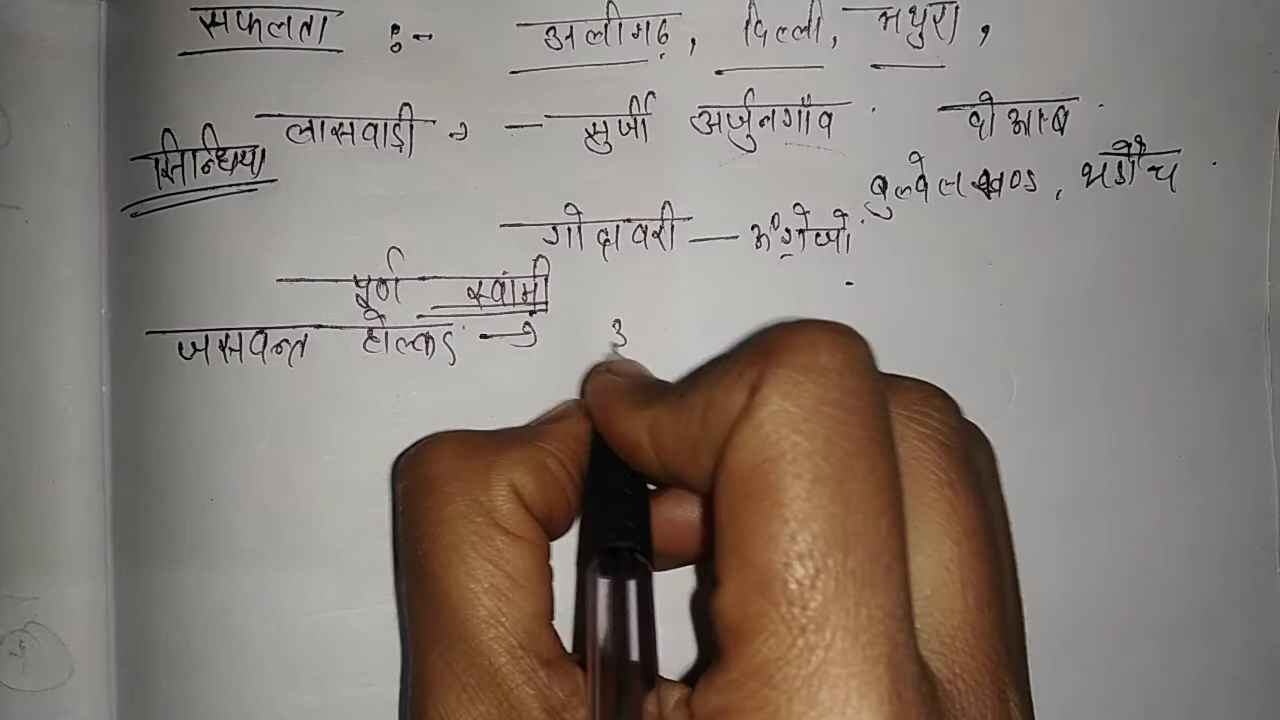 सफलता :- अलीगढ़, दिल्ली, मथुरा,
लासवाड़ी → — सुर्जी अर्जुनगाँव . दोआब .
सिन्धिया बुन्देलखण्ड, भडौच .
गोदावरी — अंग्रेजो .
पूर्ण स्वामी
जसवन्त होल्कर →